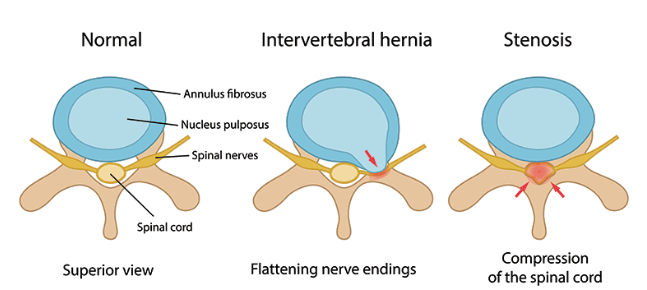 Normal
Intervertebral hernia
Stenosis
Annulus fibrosus
Nucleus pulposus
Spinal nerves
Spinal cord
Superior view
Flattening nerve endings
Compression
of the spinal cord